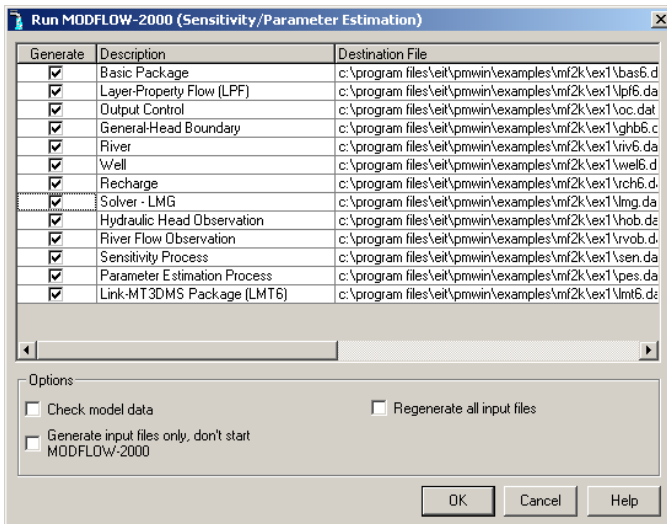 Run MODFLOW-2000 (Sensitivity/Parameter Estimation)
Generate Description Destination File
Basic Package c:\program files\eit\pmwin\examples\mf2k\ex1\bas6.d
Layer-Property Flow (LPF) c:\program files\eit\pmwin\examples\mf2k\ex1\lpf6.da
Output Control c:\program files\eit\pmwin\examples\mf2k\ex1\oc.dat
General-Head Boundary c:\program files\eit\pmwin\examples\mf2k\ex1\ghb6.c
River c:\program files\eit\pmwin\examples\mf2k\ex1\riv6.da
Well c:\program files\eit\pmwin\examples\mf2k\ex1\wel6.d
Recharge c:\program files\eit\pmwin\examples\mf2k\ex1\rch6.d
Solver - LMG c:\program files\eit\pmwin\examples\mf2k\ex1\lmg.da
Hydraulic Head Observation c:\program files\eit\pmwin\examples\mf2k\ex1\hob.da
River Flow Observation c:\program files\eit\pmwin\examples\mf2k\ex1\rvob.d
Sensitivity Process c:\program files\eit\pmwin\examples\mf2k\ex1\sen.da
Parameter Estimation Process c:\program files\eit\pmwin\examples\mf2k\ex1\pes.da
Link-MT3DMS Package (LMT6) c:\program files\eit\pmwin\examples\mf2k\ex1\lmt6.da
Options
Check model data Regenerate all input files
Generate input files only, don't start
MODFLOW-2000
OK Cancel Help